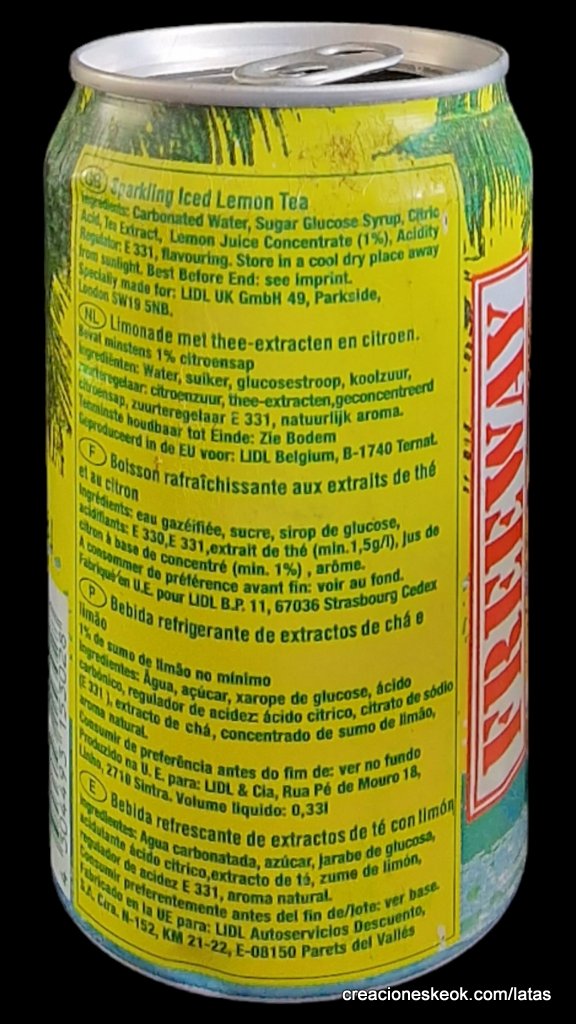 GB Sparkling Iced Lemon Tea
Ingredients: Carbonated Water, Sugar Glucose Syrup, Citric
Acid, Tea Extract, Lemon Juice Concentrate (1%), Acidity
Regulator: E 331, flavouring. Store in a cool dry place away
from sunlight. Best Before End: see imprint.
Specially made for: LIDL UK GmbH 49, Parkside,
London SW19 5NB.
NL Limonade met thee-extracten en citroen.
Bevat minstens 1% citroensap
Ingrediënten: Water, suiker, glucosestroop, koolzuur,
zuurteregelaar: citroenzuur, thee-extracten,geconcentreerd
citroensap, zuurteregelaar E 331, natuurlijk aroma.
Tenminste houdbaar tot Einde: Zie Bodem
Geproduceerd in de EU voor: LIDL Belgium, B-1740 Ternat.
F Boisson rafraîchissante aux extraits de thé
et au citron
Ingrédients: eau gazéifiée, sucre, sirop de glucose,
acidifiants: E 330,E 331,extrait de thé (min.1,5g/l), jus de
citron à base de concentré (min. 1%) , arôme.
A consommer de préférence avant fin: voir au fond.
Fabriqué en U.E. pour LIDL B.P. 11, 67036 Strasbourg Cedex
P Bebida refrigerante de extractos de chá e
limão
1% de sumo de limão no mínimo
Ingredientes: Água, açúcar, xarope de glucose, ácido
carbónico, regulador de acidez: ácido cítrico, citrato de sódio
(E 331), extracto de chá, concentrado de sumo de limão,
aroma natural.
Consumir de preferência antes do fim de: ver no fundo
Produzido na U. E. para: LIDL & Cia, Rua Pé de Mouro 18,
Linho, 2710 Sintra. Volume liquido: 0,33l
E Bebida refrescante de extractos de té con limón
Ingredientes: Agua carbonatada, azúcar, jarabe de glucosa,
acidulante ácido cítrico,extracto de té, zume de limón,
regulador de acidez E 331, aroma natural.
Consumir preferentemente antes del fin de/lote: ver base.
Fabricado en la UE para: LIDL Autoservicios Descuento,
S.A. Ctra. N-152, KM 21-22, E-08150 Parets del Vallés
FREEWAY
creacioneskeok.com/latas